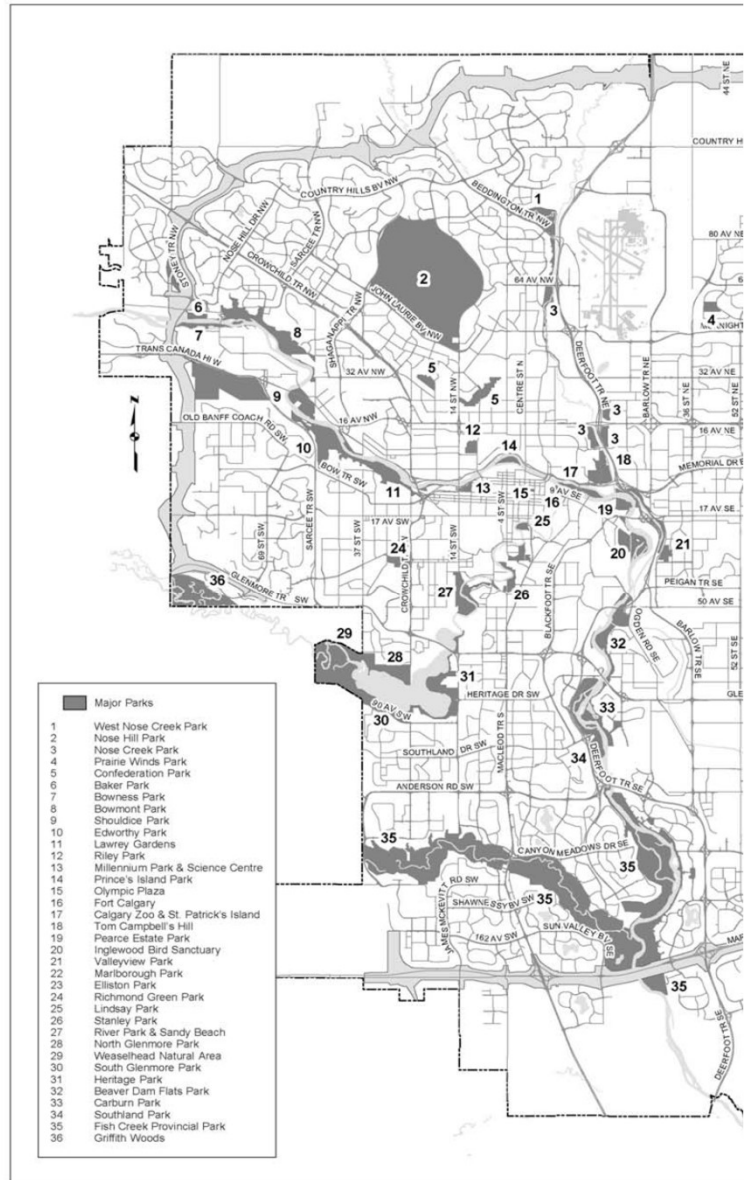 44 ST NE
COUNTRY H
COUNTRY HILLS BV NW
BEDDINGTON TR NW
1
NOSE HILL DR NW
SARCEE TR NW
STONEY TR NW
CROWCHILD TR NW
80 AV NE
2
64 AV NW
JOHN LAURIE BV NW
SHAGANAPPI TR NW
6
3
4
7
8
TRANS CANADA HI W
DEERFOOT TR NE
BARLOW TR NE
36 ST NE
52 ST NE
32 AV NW
5
14 ST NW
CENTRE ST N
32 AV NE
5
9
OLD BANFF COACH RD SW
16 AV NW
3
3
3
16 AV NE
10
12
14
BOW TR SW
17
18
MEMORIAL DR E
11
13
15
16
9 AV SE
19
17 AV SE
17 AV SW
4 ST SW
25
69 ST SW
SARCEE TR SW
37 ST SW
24
14 ST SW
20
21
36
GLENMORE TR SW
27
26
BLACKFOOT TR SE
PEIGAN TR SE
50 AV SE
OGDEN RD SE
BARLOW TR SE
52 ST SE
29
28
31
32
HERITAGE DR SW
GLE
90 AV SW
30
33
MACLEOD TR S
SOUTHLAND DR SW
34
DEERFOOT TR SE
ANDERSON RD SW
35
CANYON MEADOWS DR SE
35
JAMES MCKEVITT RD SW
SHAWNESSY BV SW
35
162 AV SW
SUN VALLEY BV SE
MAR
35
DEERFOOT TR SE
N
Major Parks
1 West Nose Creek Park
2 Nose Hill Park
3 Nose Creek Park
4 Prairie Winds Park
5 Confederation Park
6 Baker Park
7 Bowness Park
8 Bowmont Park
9 Shouldice Park
10 Edworthy Park
11 Lawrey Gardens
12 Riley Park
13 Millennium Park & Science Centre
14 Prince's Island Park
15 Olympic Plaza
16 Fort Calgary
17 Calgary Zoo & St. Patrick's Island
18 Tom Campbell's Hill
19 Pearce Estate Park
20 Inglewood Bird Sanctuary
21 Valleyview Park
22 Marlborough Park
23 Elliston Park
24 Richmond Green Park
25 Lindsay Park
26 Stanley Park
27 River Park & Sandy Beach
28 North Glenmore Park
29 Weaselhead Natural Area
30 South Glenmore Park
31 Heritage Park
32 Beaver Dam Flats Park
33 Carburn Park
34 Southland Park
35 Fish Creek Provincial Park
36 Griffith Woods